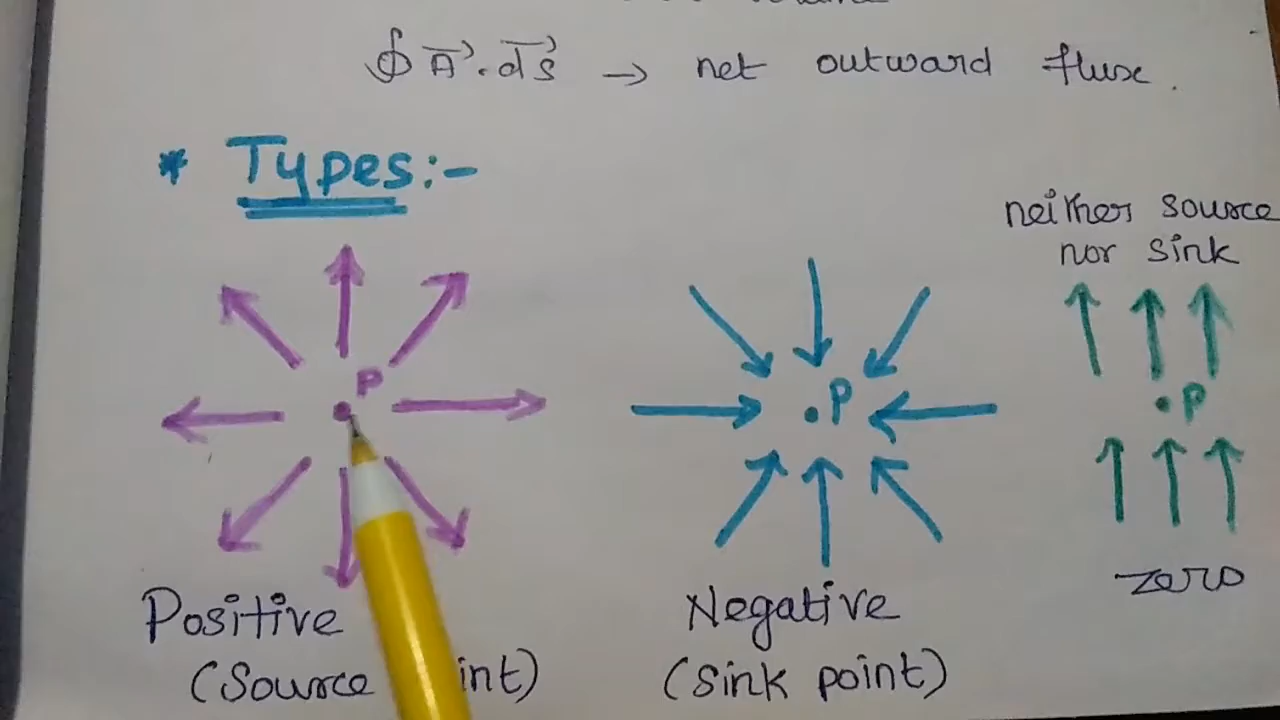 ∮ A⃗ . ds⃗ → net outward flux .
* Types:-
neither source
nor sink
P
P
P
zero
Positive
(Source int)
Negative
(Sink point)